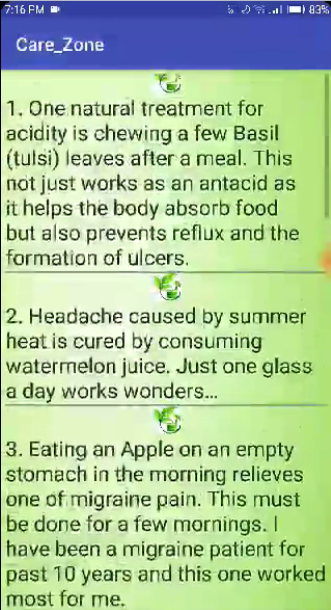 7:16 PM 83%
Care_Zone
1. One natural treatment for
acidity is chewing a few Basil
(tulsi) leaves after a meal. This
not just works as an antacid as
it helps the body absorb food
but also prevents reflux and the
formation of ulcers.
2. Headache caused by summer
heat is cured by consuming
watermelon juice. Just one glass
a day works wonders...
3. Eating an Apple on an empty
stomach in the morning relieves
one of migraine pain. This must
be done for a few mornings. I
have been a migraine patient for
past 10 years and this one worked
most for me.